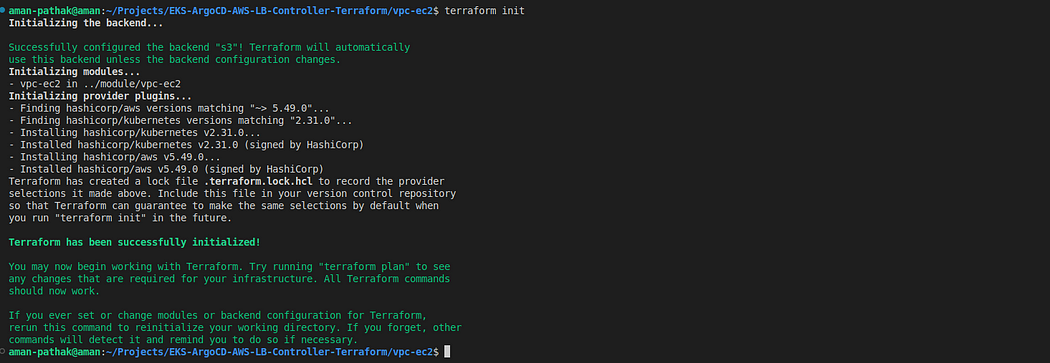 aman-pathak@aman:~/Projects/EKS-ArgoCD-AWS-LB-Controller-Terraform/vpc-ec2$ terraform init
Initializing the backend...
Successfully configured the backend "s3"! Terraform will automatically
use this backend unless the backend configuration changes.
Initializing modules...
- vpc-ec2 in ../module/vpc-ec2
Initializing provider plugins...
- Finding hashicorp/aws versions matching "~> 5.49.0"...
- Finding hashicorp/kubernetes versions matching "2.31.0"...
- Installing hashicorp/kubernetes v2.31.0...
- Installed hashicorp/kubernetes v2.31.0 (signed by HashiCorp)
- Installing hashicorp/aws v5.49.0...
- Installed hashicorp/aws v5.49.0 (signed by HashiCorp)
Terraform has created a lock file .terraform.lock.hcl to record the provider
selections it made above. Include this file in your version control repository
so that Terraform can guarantee to make the same selections by default when
you run "terraform init" in the future.
Terraform has been successfully initialized!
You may now begin working with Terraform. Try running "terraform plan" to see
any changes that are required for your infrastructure. All Terraform commands
should now work.
If you ever set or change modules or backend configuration for Terraform,
rerun this command to reinitialize your working directory. If you forget, other
commands will detect it and remind you to do so if necessary.
aman-pathak@aman:~/Projects/EKS-ArgoCD-AWS-LB-Controller-Terraform/vpc-ec2$